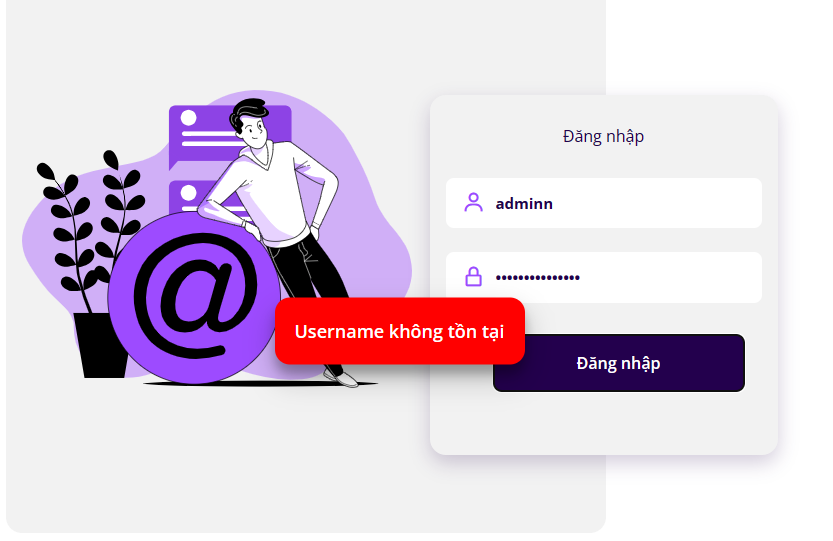 Đăng nhập
adminn
•••••••••••••••
Username không tồn tại
Đăng nhập
@